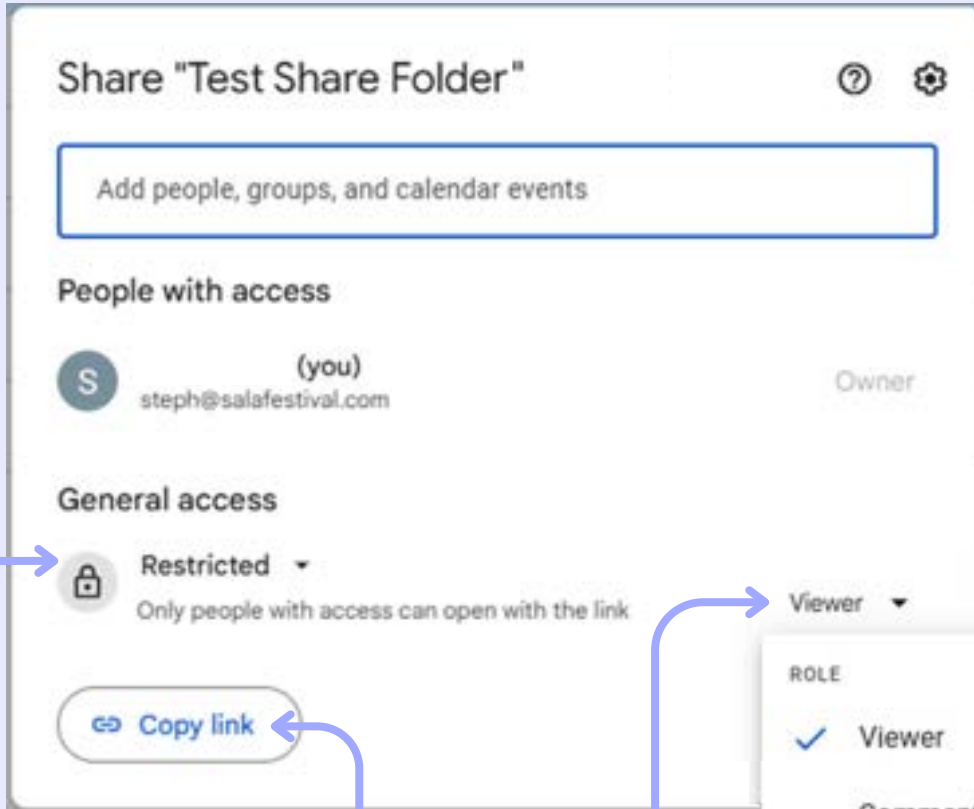 Share "Test Share Folder"
Add people, groups, and calendar events
People with access
S
(you)
steph@salafestival.com
Owner
General access
Restricted
Only people with access can open with the link
Viewer
ROLE
Viewer
Copy link